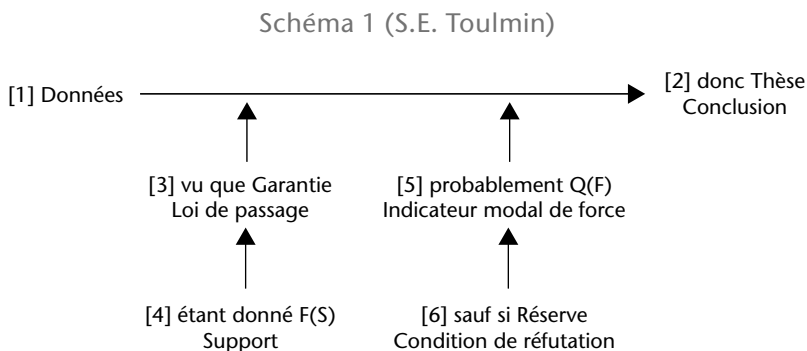 Schéma 1 (S.E. Toulmin)
[1] Données
[2] donc Thèse
Conclusion
[3] vu que Garantie
Loi de passage
[5] probablement Q(F)
Indicateur modal de force
[4] étant donné F(S)
Support
[6] sauf si Réserve
Condition de réfutation